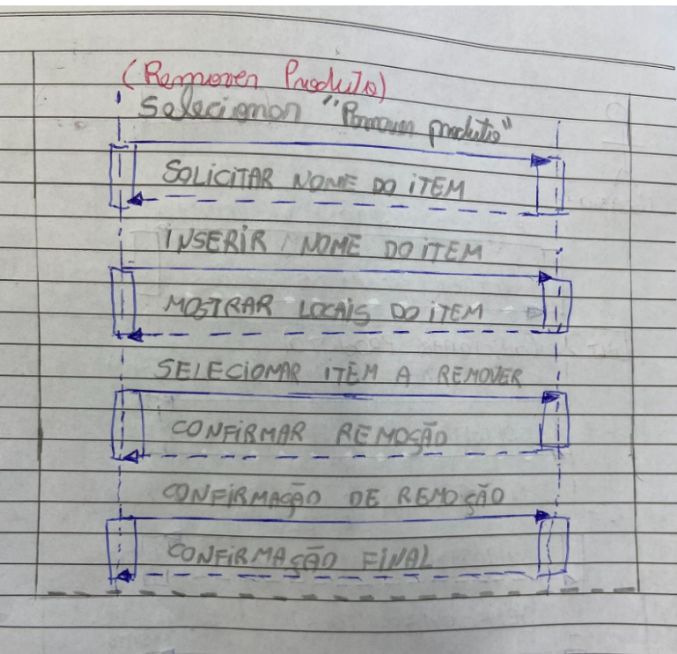 (Remover Produto)
Selecionar "Remover produto"
SOLICITAR NOME DO ITEM
INSERIR NOME DO ITEM
MOSTRAR LOCAIS DO ITEM
SELECIONAR ITEM A REMOVER
CONFIRMAR REMOÇÃO
CONFIRMAÇÃO DE REMOÇÃO
CONFIRMAÇÃO FINAL